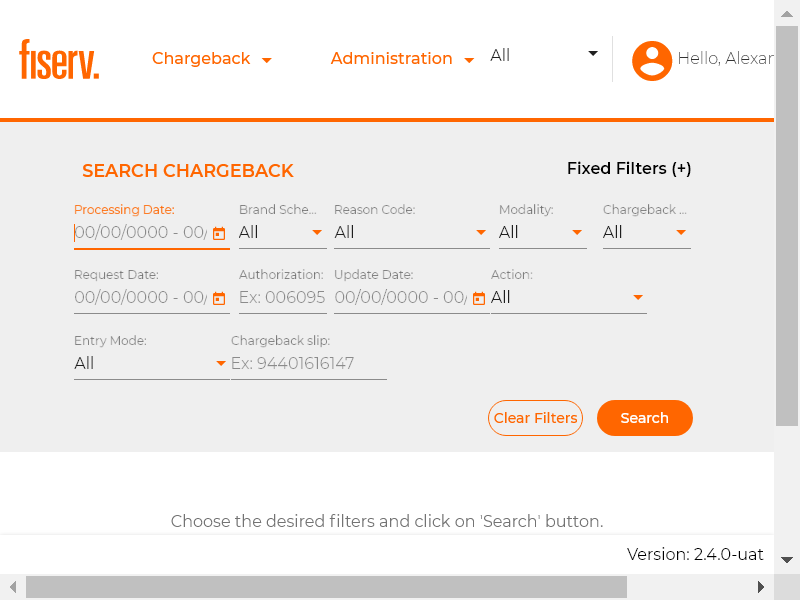 fiserv.
Chargeback
Administration
All
Hello, Alexar
SEARCH CHARGEBACK
Fixed Filters (+)
Processing Date:
Brand Sche...
Reason Code:
Modality:
Chargeback ...
00/00/0000 - 00/
All
All
All
All
Request Date:
Authorization:
Update Date:
Action:
00/00/0000 - 00/
Ex: 006095
00/00/0000 - 00/
All
Entry Mode:
Chargeback slip:
All
Ex: 94401616147
Clear Filters
Search
Choose the desired filters and click on 'Search' button.
Version: 2.4.0-uat